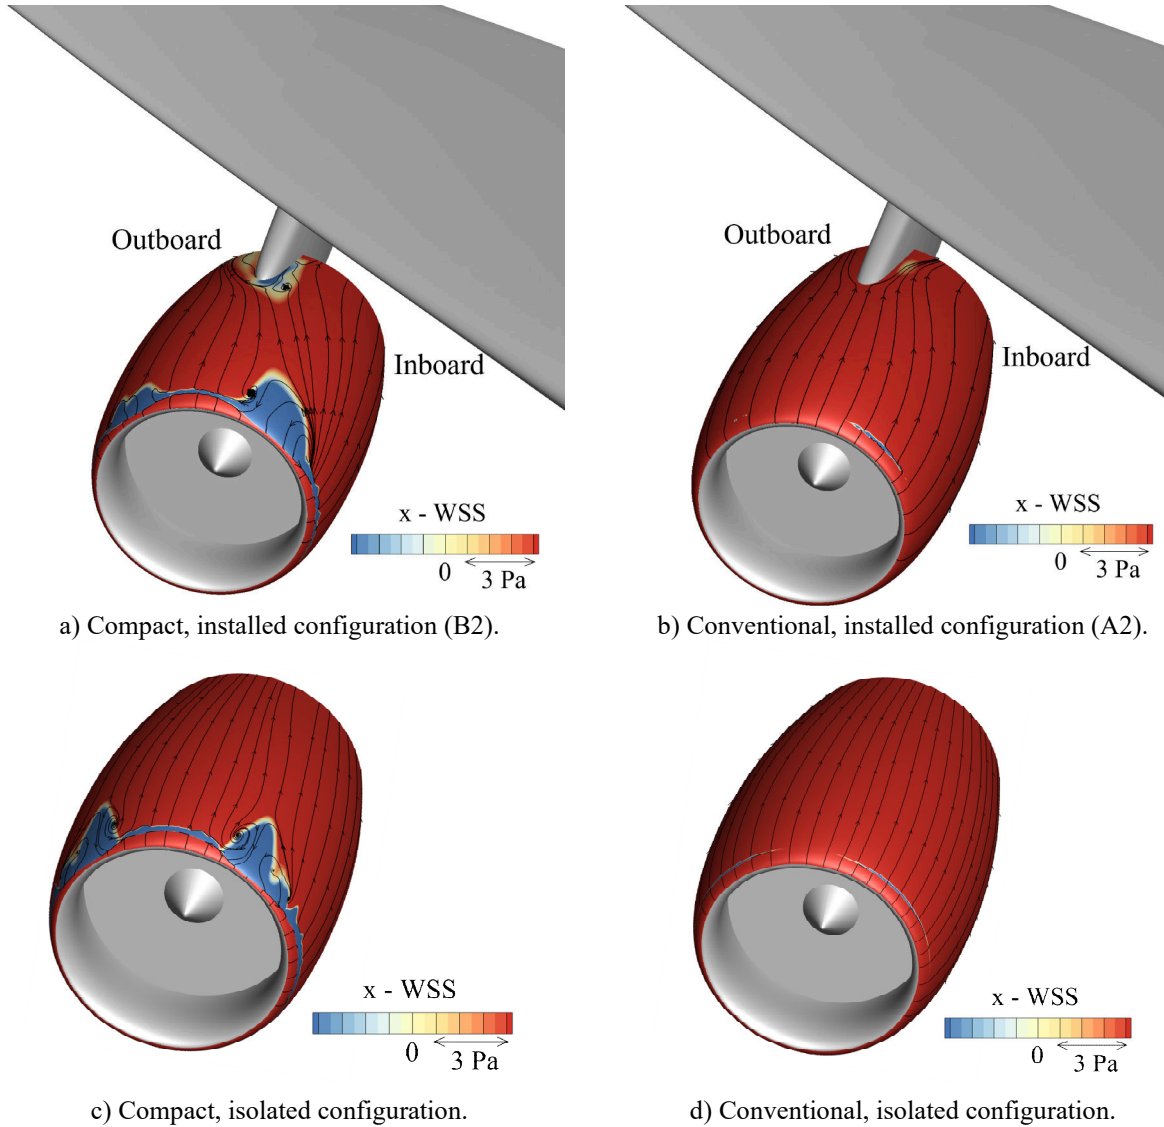 Outboard
Inboard
x - WSS
0
3 Pa
a) Compact, installed configuration (B2).
Outboard
Inboard
x - WSS
0
3 Pa
b) Conventional, installed configuration (A2).
x - WSS
0
3 Pa
c) Compact, isolated configuration.
x - WSS
0
3 Pa
d) Conventional, isolated configuration.